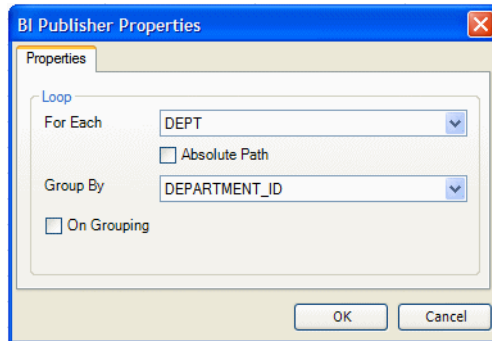 BI Publisher Properties
Properties
Loop
For Each DEPT
Absolute Path
Group By DEPARTMENT_ID
On Grouping
OK Cancel